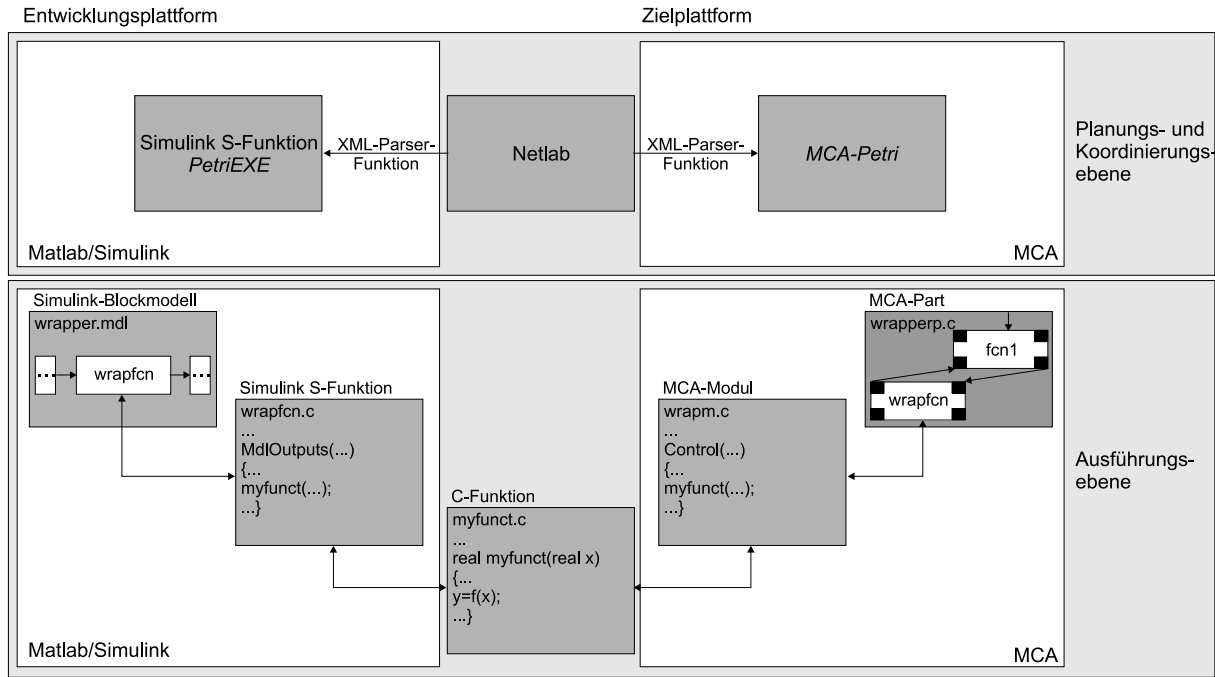 Entwicklungsplattform
Zielplattform
Simulink S-Funktion
PetriEXE
XML-Parser-
Funktion
Netlab
XML-Parser-
Funktion
MCA-Petri
Planungs- und
Koordinierungs-
ebene
Matlab/Simulink
MCA
Simulink-Blockmodell
wrapper.mdl
...
wrapfcn
...
Simulink S-Funktion
wrapfcn.c
...
MdlOutputs(...)
{...
myfunct(...);
...}
C-Funktion
myfunct.c
...
real myfunct(real x)
{...
y=f(x);
...}
MCA-Modul
wrapm.c
...
Control(...)
{...
myfunct(...);
...}
MCA-Part
wrapperp.c
fcn1
wrapfcn
Ausführungs-
ebene
Matlab/Simulink
MCA